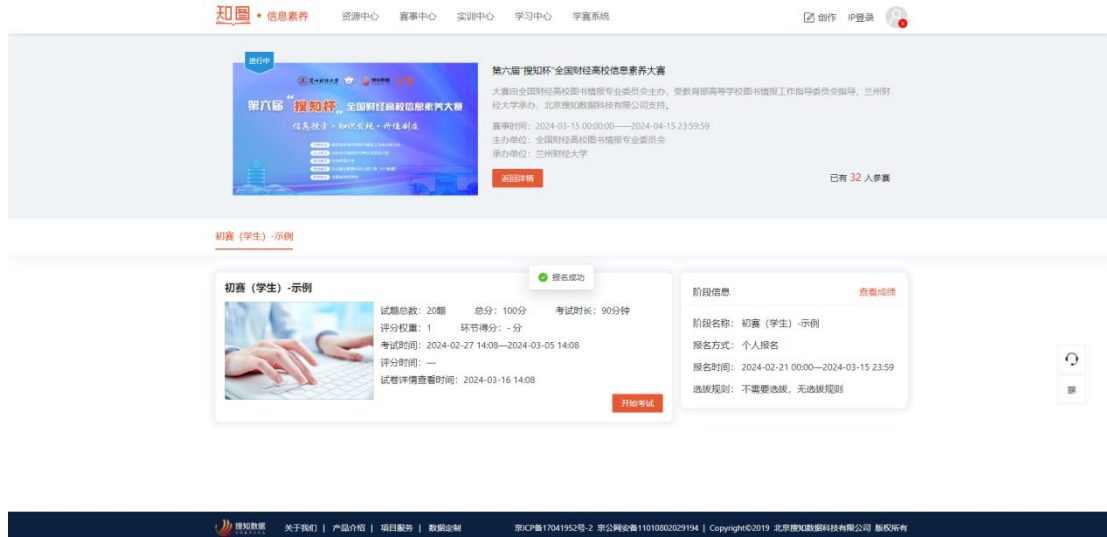 知圖 • 信息素养
资源中心 赛事中心 实训中心 学习中心 学赛系统
创作 IP登录
进行中
第六届"搜知杯"全国财经高校信息素养大赛
第六届"搜知杯"全国财经高校信息素养大赛
大赛由全国财经高校图书情报专业委员会主办，受教育部高等学校图书情报工作指导委员会指导，兰州财
经大学承办，北京搜知数据科技有限公司支持。
赛事时间：2024-03-15 00:00:00——2024-04-15 23:59:59
主办单位：全国财经高校图书情报专业委员会
承办单位：兰州财经大学
返回详情
已有 32 人参赛
初赛（学生）-示例
报名成功
初赛（学生）-示例
试题总数：20题 总分：100分 考试时长：90分钟
评分权重：1 环节得分：- 分
考试时间：2024-02-27 14:08—2024-03-05 14:08
评分时间：—
试卷详情查看时间：2024-03-16 14:08
开始考试
阶段信息 查看成绩
阶段名称：初赛（学生）-示例
报名方式：个人报名
报名时间：2024-02-21 00:00—2024-03-15 23:59
选拔规则：不需要选拔，无选拔规则
搜知数据
关于我们 | 产品介绍 | 项目服务 | 数据定制
京ICP备17041952号-2 京公网安备11010802029194 | Copyright©2019 北京搜知数据科技有限公司 版权所有